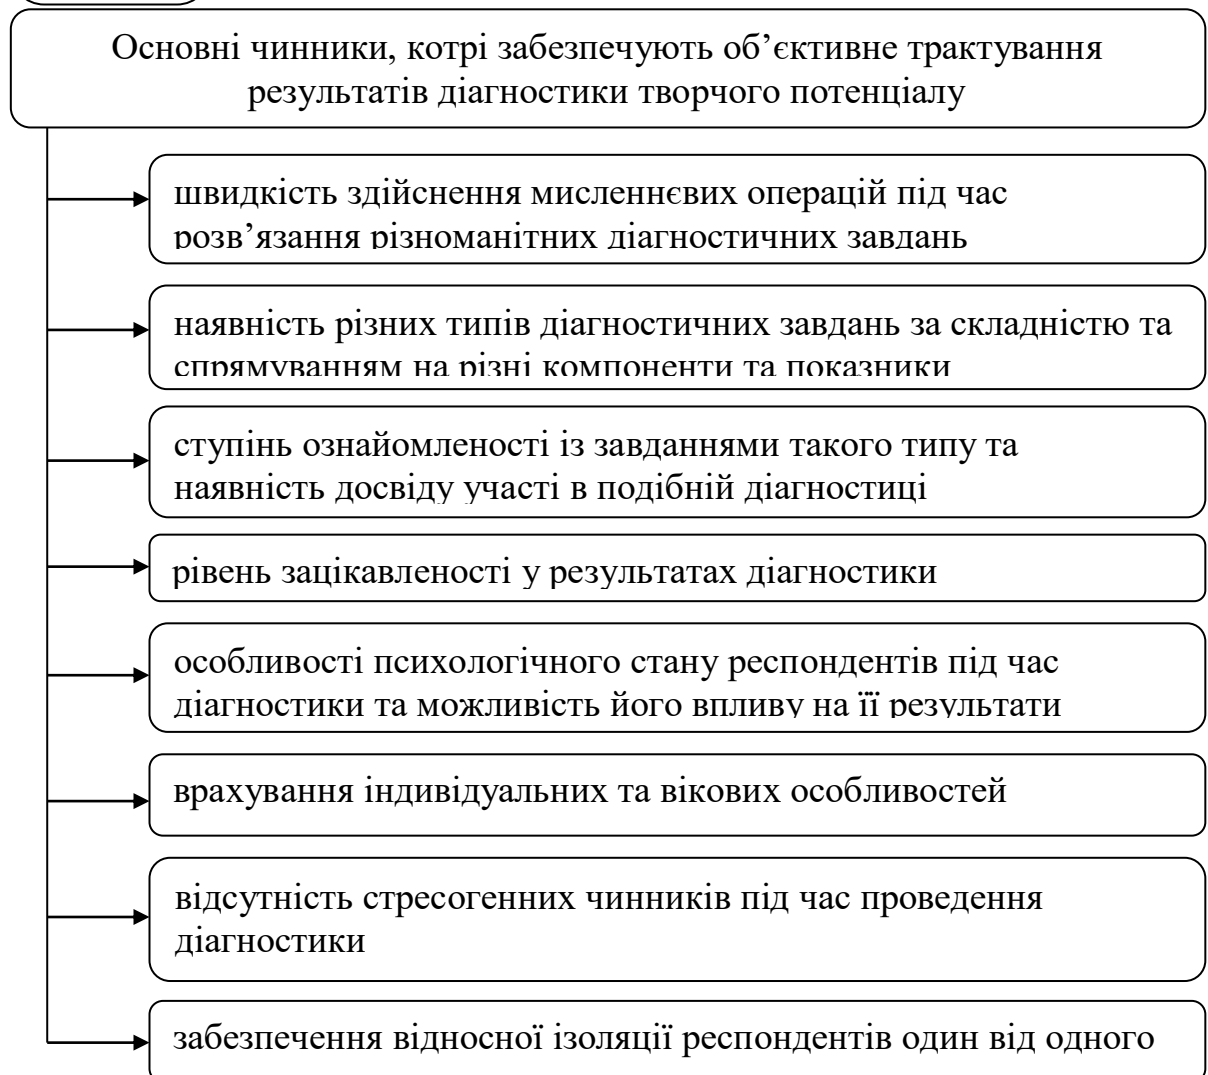 Основні чинники, котрі забезпечують об’єктивне трактування
результатів діагностики творчого потенціалу
швидкість здійснення мисленнєвих операцій під час
розв’язання різноманітних діагностичних завдань
наявність різних типів діагностичних завдань за складністю та
спрямуванням на різні компоненти та показники
ступінь ознайомленості із завданнями такого типу та
наявність досвіду участі в подібній діагностиці
рівень зацікавленості у результатах діагностики
особливості психологічного стану респондентів під час
діагностики та можливість його впливу на її результати
врахування індивідуальних та вікових особливостей
відсутність стресогенних чинників під час проведення
діагностики
забезпечення відносної ізоляції респондентів один від одного